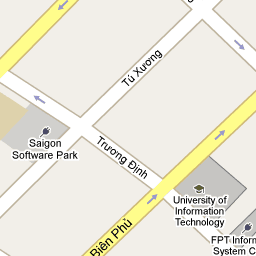 Tú Xương
Saigon
Software Park
Trương Định
University of
Information
Technology
Biên Phủ
FPT Inform
System C